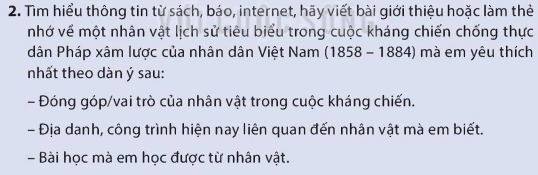 2. Tìm hiểu thông tin từ sách, báo, internet, hãy viết bài giới thiệu hoặc làm thẻ
nhớ về một nhân vật lịch sử tiêu biểu trong cuộc kháng chiến chống thực
dân Pháp xâm lược của nhân dân Việt Nam (1858 – 1884) mà em yêu thích
nhất theo dàn ý sau:
– Đóng góp/vai trò của nhân vật trong cuộc kháng chiến.
– Địa danh, công trình hiện nay liên quan đến nhân vật mà em biết.
– Bài học mà em học được từ nhân vật.